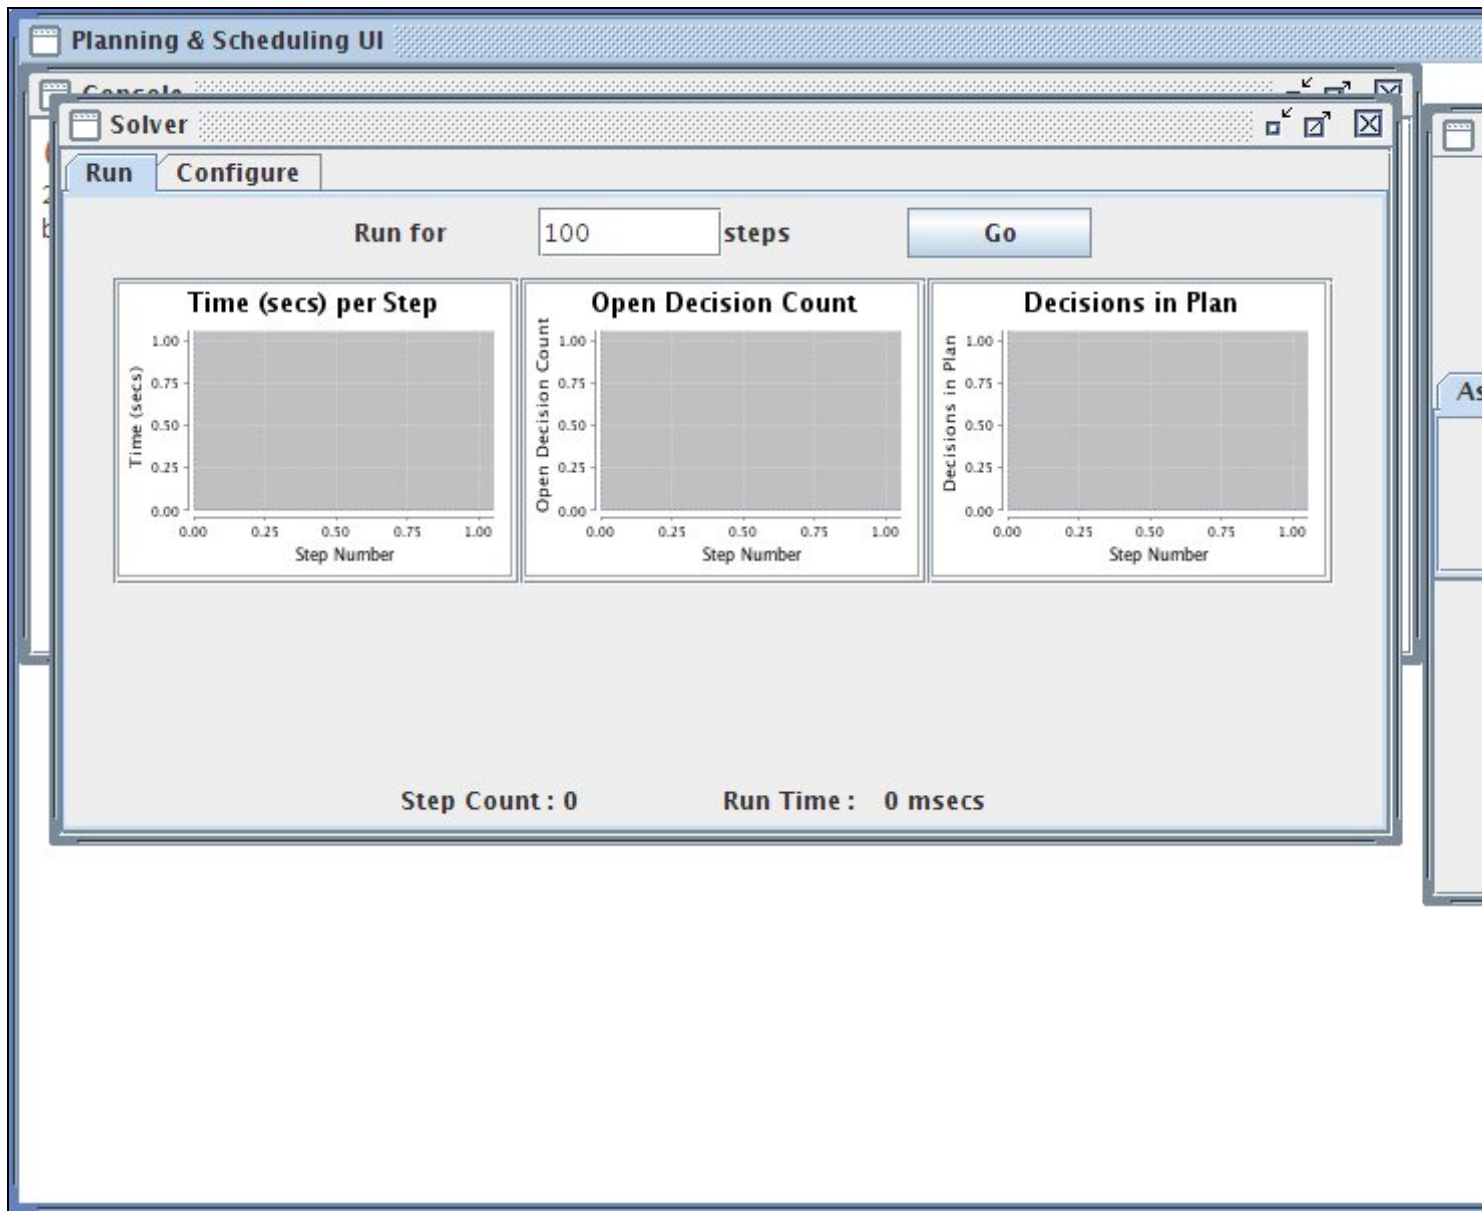 Planning & Scheduling UI
Console
Solver
Run Configure
Run for 100 steps Go
Time (secs) per Step
Time (secs)
1.00
0.75
0.50
0.25
0.00
0.00 0.25 0.50 0.75 1.00
Step Number
Open Decision Count
Open Decision Count
1.00
0.75
0.50
0.25
0.00
0.00 0.25 0.50 0.75 1.00
Step Number
Decisions in Plan
Decisions in Plan
1.00
0.75
0.50
0.25
0.00
0.00 0.25 0.50 0.75 1.00
Step Number
Step Count : 0 Run Time : 0 msecs
As